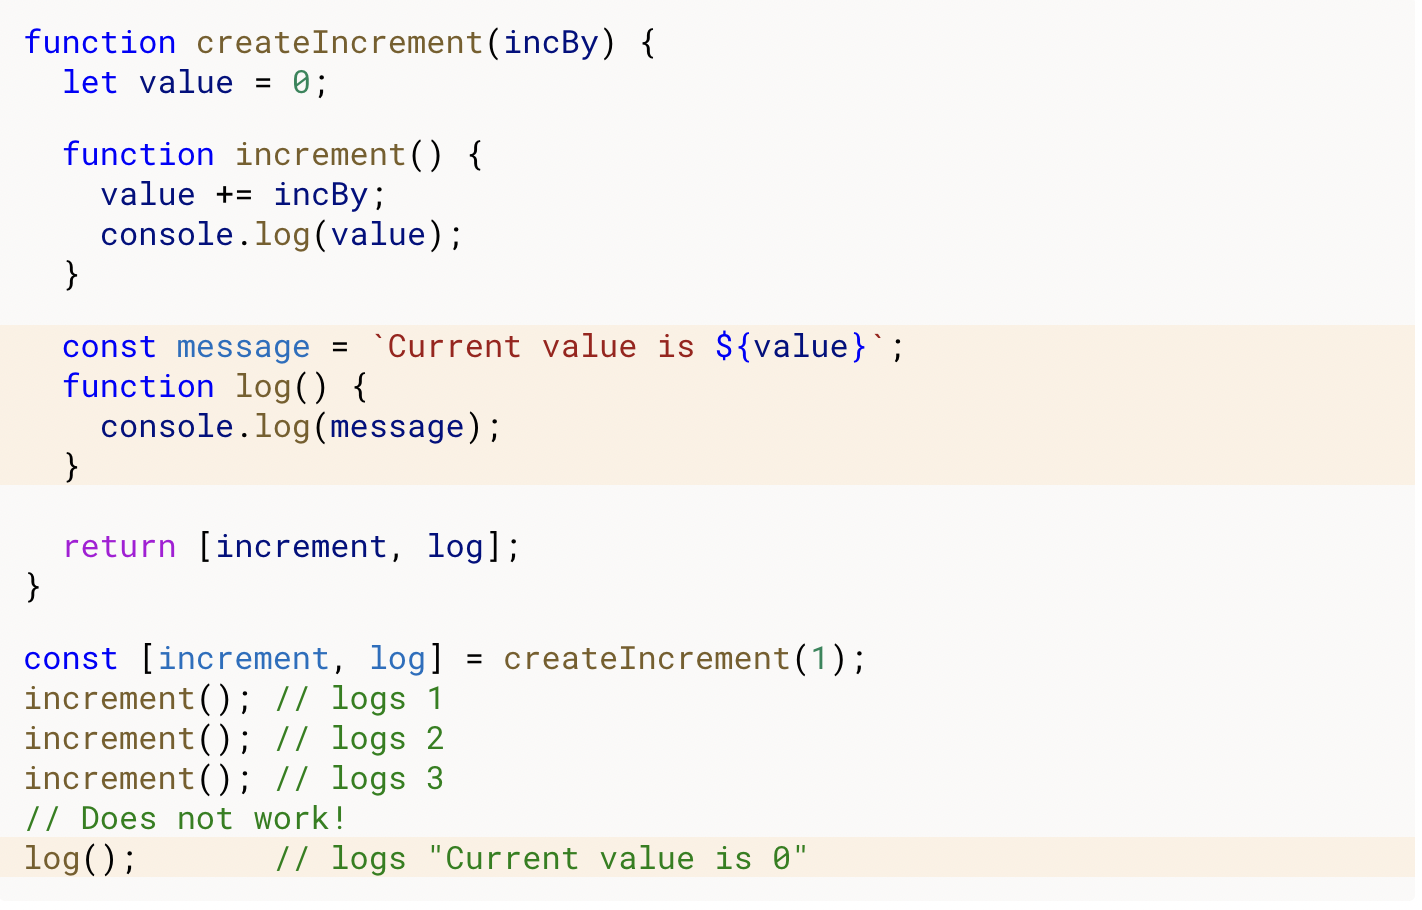 function createIncrement(incBy) {
  let value = 0;
  function increment() {
    value += incBy;
    console.log(value);
  }
  const message = `Current value is ${value}`;
  function log() {
    console.log(message);
  }
  return [increment, log];
}
const [increment, log] = createIncrement(1);
increment(); // logs 1
increment(); // logs 2
increment(); // logs 3
// Does not work!
log();       // logs "Current value is 0"